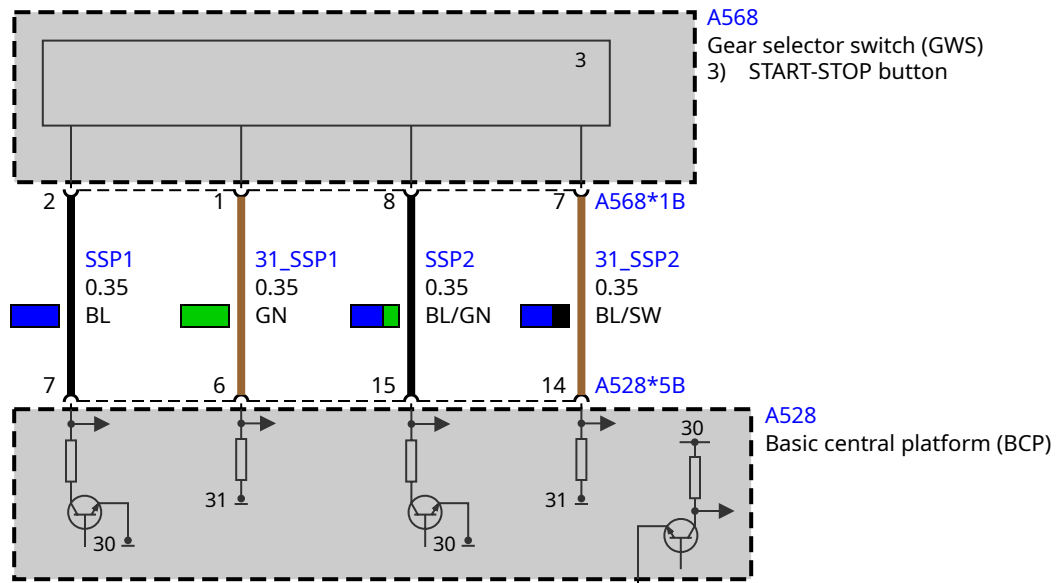 A568
Gear selector switch (GWS)
3) START-STOP button
3
2 1 8 7 A568*1B
SSP1 31_SSP1 SSP2 31_SSP2
0.35 0.35 0.35 0.35
BL GN BL/GN BL/SW
7 6 15 14 A528*5B
A528
Basic central platform (BCP)
30
31 31
30 30